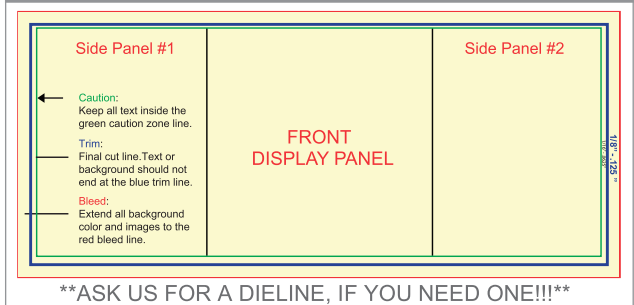 Side Panel #1
Side Panel #2
Caution:
Keep all text inside the
green caution zone line.
Trim:
Final cut line.Text or
background should not
end at the blue trim line.
Bleed:
Extend all background
color and images to the
red bleed line.
FRONT
DISPLAY PANEL
1/8" - .125 "
**ASK US FOR A DIELINE, IF YOU NEED ONE!!!**